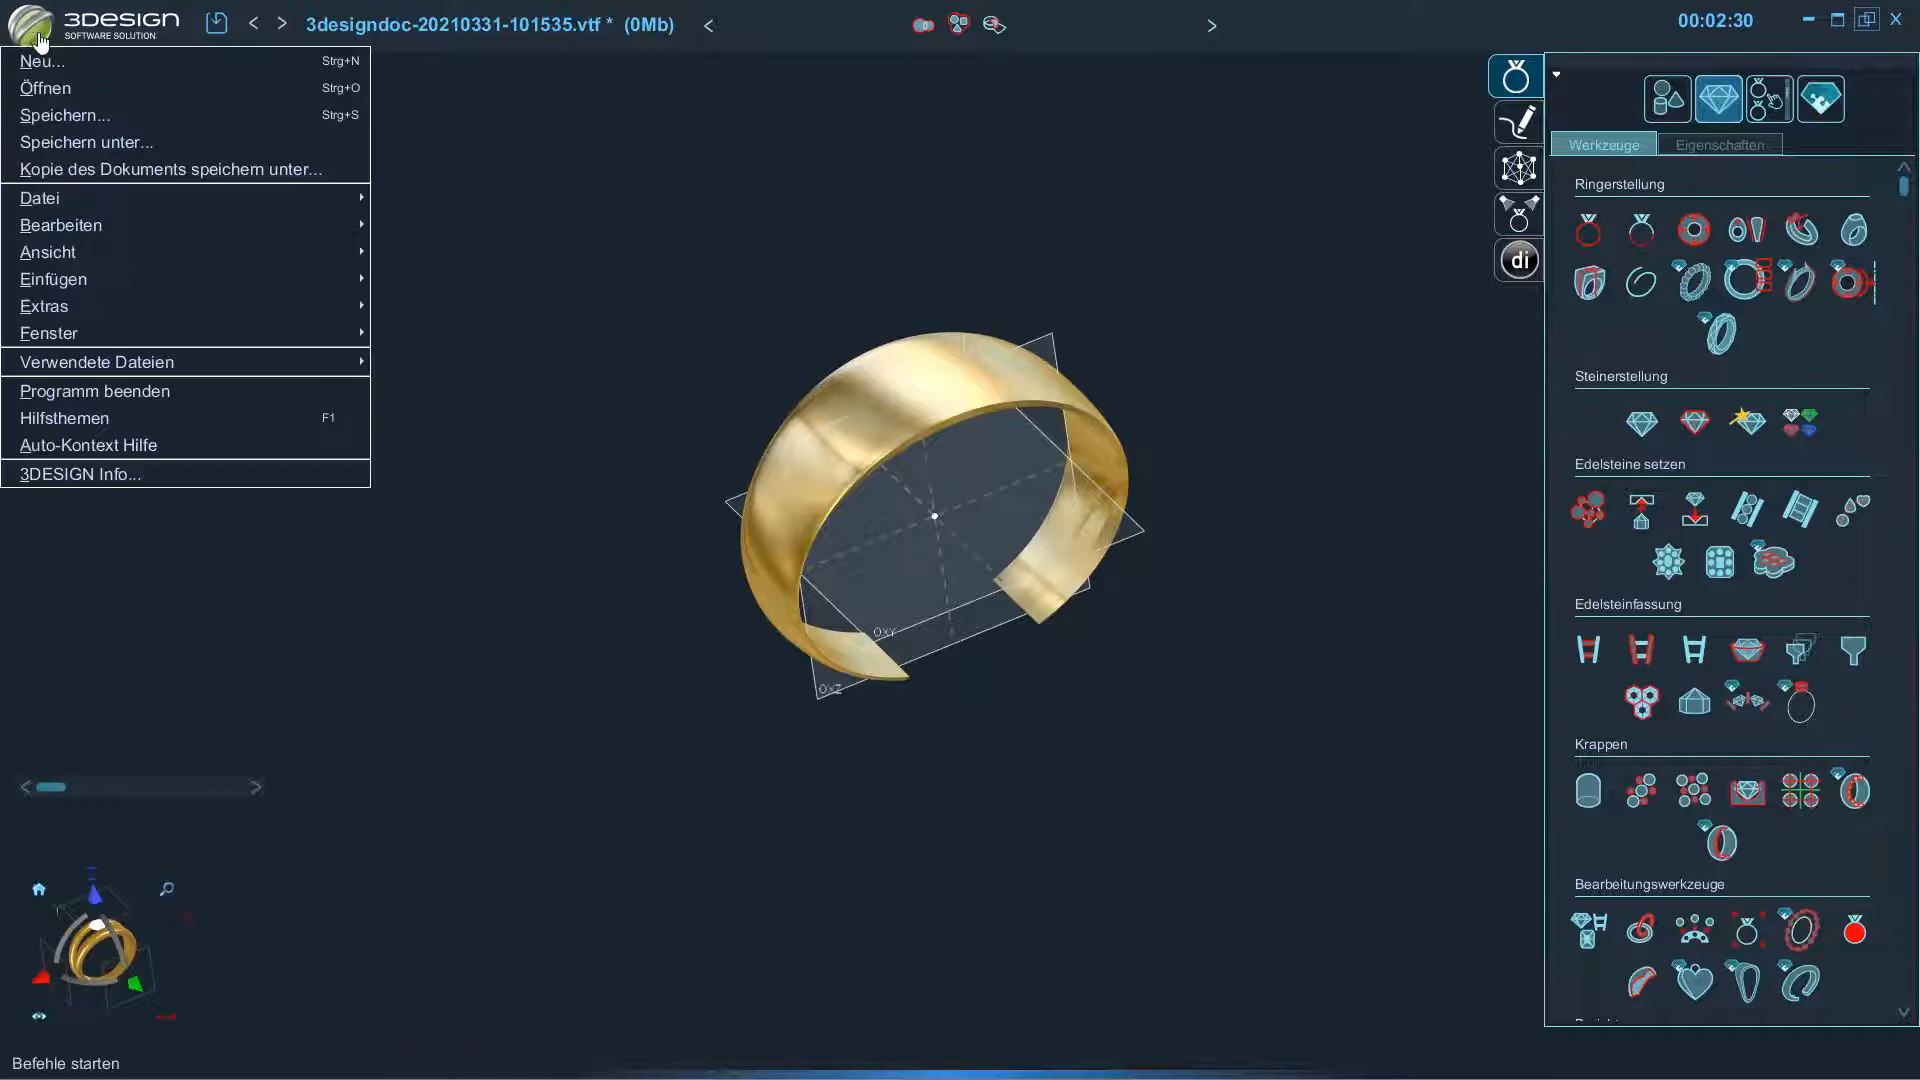 3DESIGN
SOFTWARE SOLUTION
3designdoc-20210331-101535.vtf * (0Mb)
00:02:30
Neu... Strg+N
Öffnen Strg+O
Speichern... Strg+S
Speichern unter...
Kopie des Dokuments speichern unter...
Datei
Bearbeiten
Ansicht
Einfügen
Extras
Fenster
Verwendete Dateien
Programm beenden
Hilfsthemen F1
Auto-Kontext Hilfe
3DESIGN Info...
di
Werkzeuge
Eigenschaften
Ringerstellung
Steinerstellung
Edelsteine setzen
Edelsteinfassung
Krappen
Bearbeitungswerkzeuge
OXY
OXZ
Y
Befehle starten